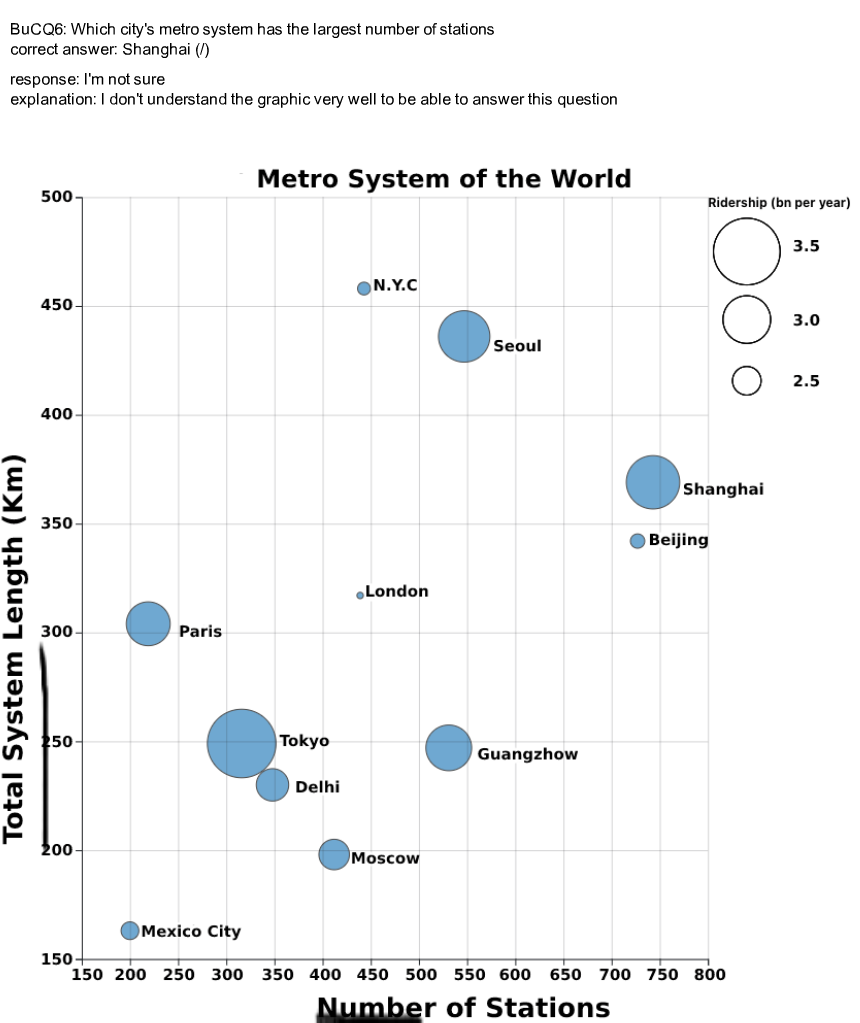 BuCQ6: Which city's metro system has the largest number of stations
correct answer: Shanghai (/)
response: I'm not sure
explanation: I don't understand the graphic very well to be able to answer this question
Metro System of the World
Ridership (bn per year)
3.5
3.0
2.5
Total System Length (Km)
500
450
400
350
300
250
200
150
N.Y.C
Seoul
Shanghai
Beijing
London
Paris
Tokyo
Guangzhow
Delhi
Moscow
Mexico City
150 200 250 300 350 400 450 500 550 600 650 700 750 800
Number of Stations